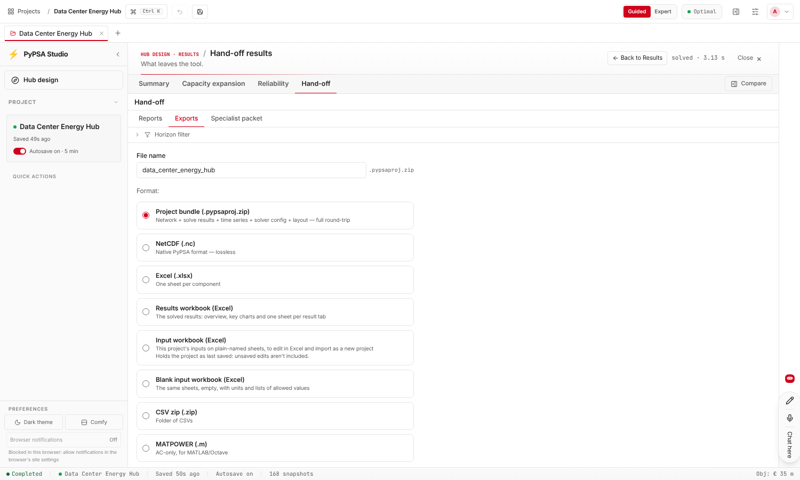 Projects / Data Center Energy Hub Ctrl K Guided Expert Optimal A
Data Center Energy Hub
PyPSA Studio
Hub design
PROJECT
Data Center Energy Hub
Saved 49s ago
Autosave on · 5 min
QUICK ACTIONS
PREFERENCES
Dark theme Comfy
Browser notifications Off
Blocked in this browser: allow notifications in the
browser's site settings
HUB DESIGN · RESULTS / Hand-off results
What leaves the tool.
← Back to Results solved · 3.13 s Close
Summary Capacity expansion Reliability Hand-off Compare
Hand-off
Reports Exports Specialist packet
Horizon filter
File name
data_center_energy_hub .pypsaproj.zip
Format:
Project bundle (.pypsaproj.zip)
Network + solve results + time series + solver config + layout — full round-trip
NetCDF (.nc)
Native PyPSA format — lossless
Excel (.xlsx)
One sheet per component
Results workbook (Excel)
The solved results: overview, key charts and one sheet per result tab
Input workbook (Excel)
This project's inputs on plain-named sheets, to edit in Excel and import as a new project
Holds the project as last saved: unsaved edits aren't included.
Blank input workbook (Excel)
The same sheets, empty, with units and lists of allowed values
CSV zip (.zip)
Folder of CSVs
MATPOWER (.m)
AC-only, for MATLAB/Octave
Chat here
Completed Data Center Energy Hub Saved 50s ago Autosave on 168 snapshots Obj: € 35 m